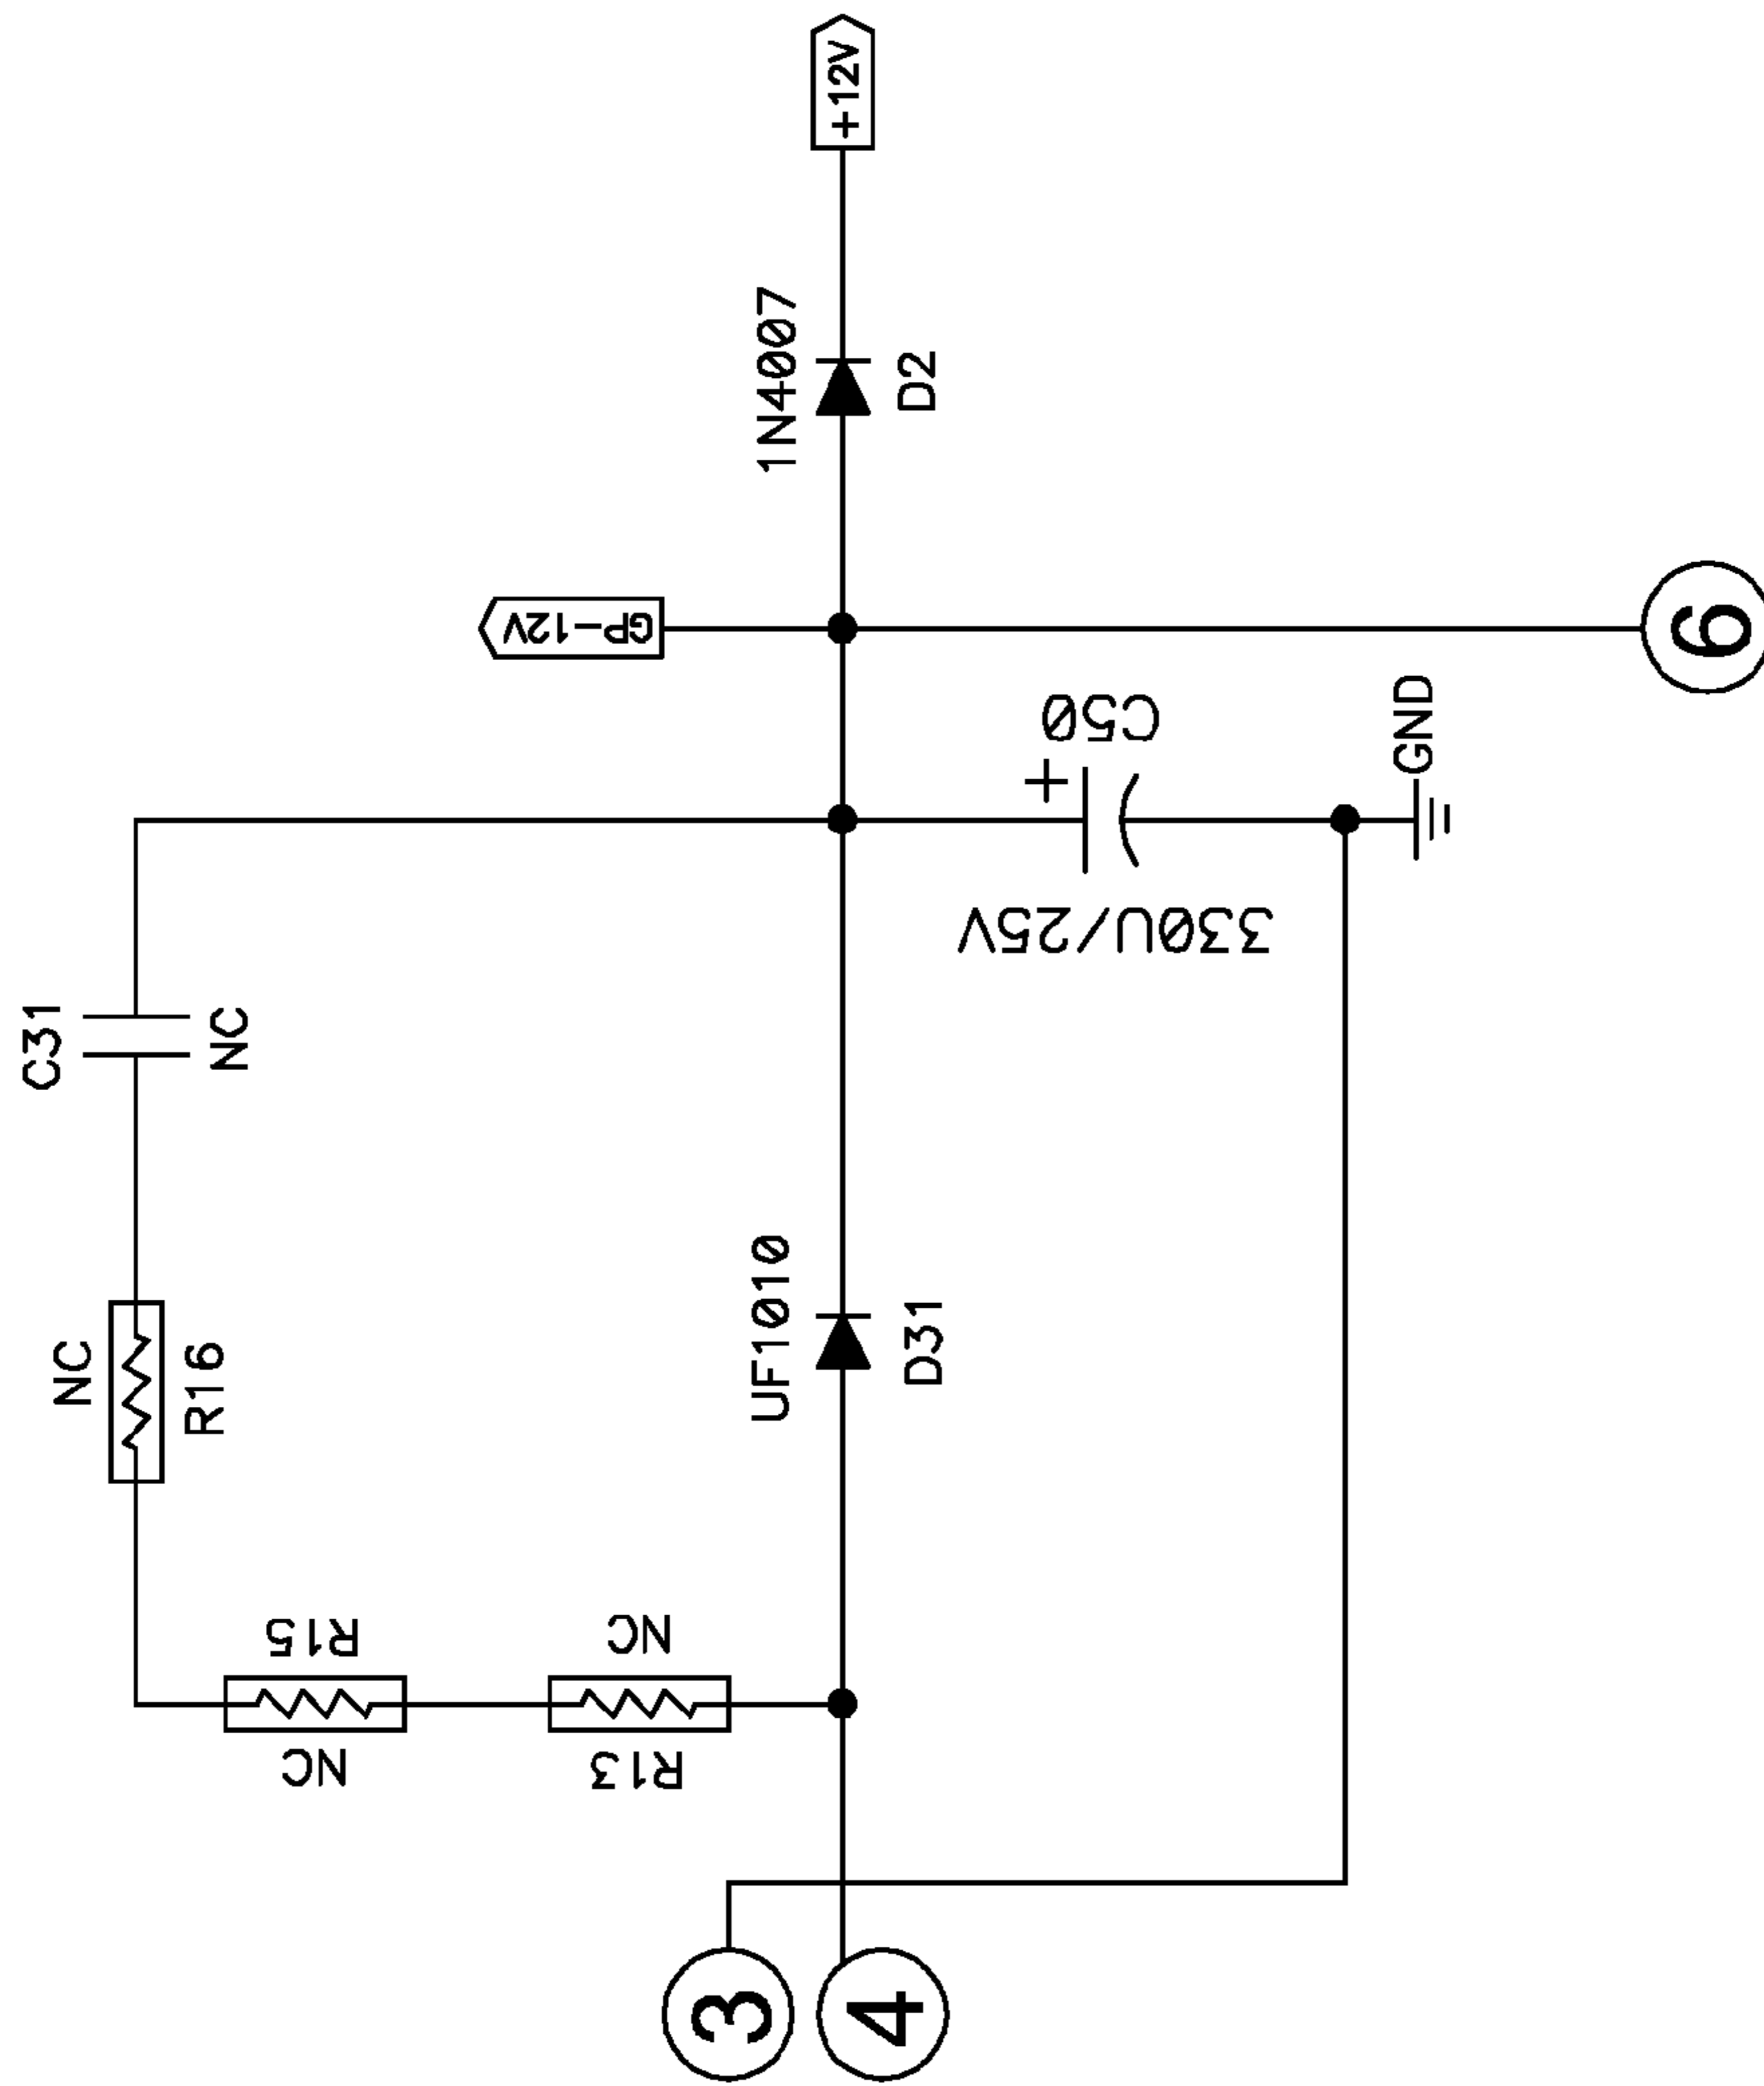 C31
NC
R16
NC
R15
NC
NC
R13
GP-12V
UF1010
D31
1N4007
D2
+12V
3
4
C50
330U/25V
GND
6